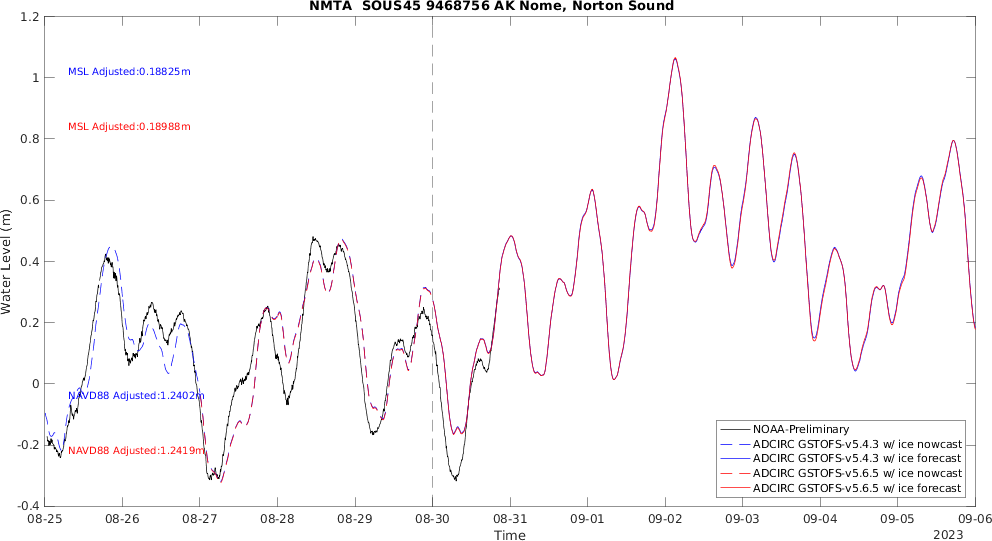 NMTA  SOUS45 9468756 AK Nome, Norton Sound
Water Level (m)
1.2
1
0.8
0.6
0.4
0.2
0
-0.2
-0.4
MSL Adjusted:0.18825m
MSL Adjusted:0.18988m
NAVD88 Adjusted:1.2402m
NAVD88 Adjusted:1.2419m
NOAA-Preliminary
ADCIRC GSTOFS-v5.4.3 w/ ice nowcast
ADCIRC GSTOFS-v5.4.3 w/ ice forecast
ADCIRC GSTOFS-v5.6.5 w/ ice nowcast
ADCIRC GSTOFS-v5.6.5 w/ ice forecast
08-25 08-26 08-27 08-28 08-29 08-30 08-31 09-01 09-02 09-03 09-04 09-05 09-06
Time
2023